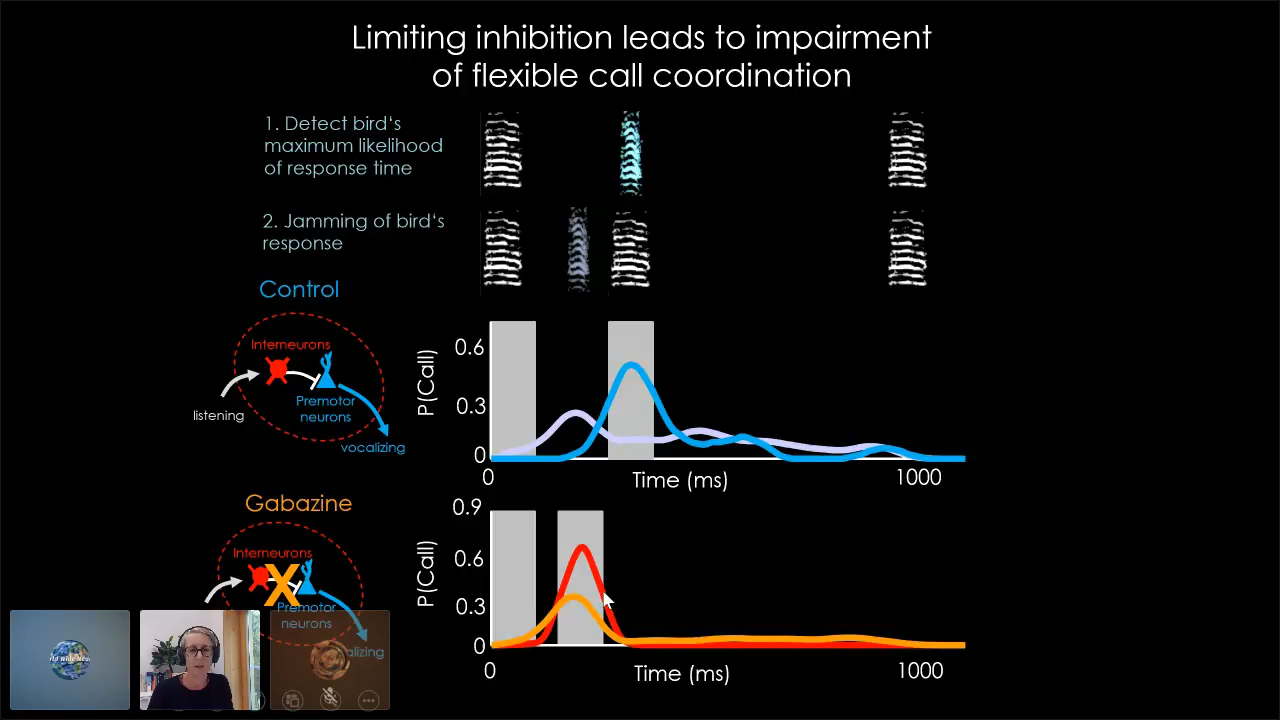 Limiting inhibition leads to impairment
of flexible call coordination
1. Detect bird's
maximum likelihood
of response time
2. Jamming of bird's
response
Control
Interneurons
listening
Premotor
neurons
vocalizing
P(Call)
0.6
0.3
0
0
Time (ms)
1000
Gabazine
Interneurons
X
Premotor
neurons
alizing
P(Call)
0.9
0.6
0.3
0
0
Time (ms)
1000